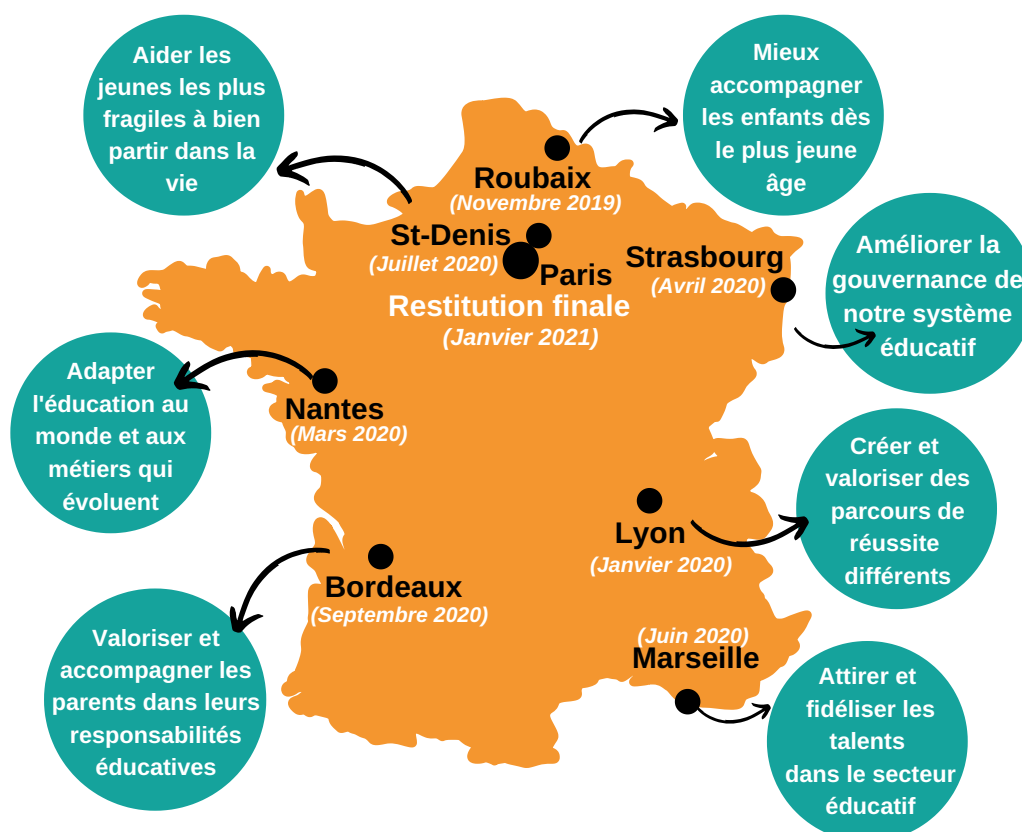 Aider les
jeunes les plus
fragiles à bien
partir dans la
vie
Mieux
accompagner
les enfants dès
le plus jeune
âge
Roubaix
(Novembre 2019)
St-Denis
(Juillet 2020)
Paris
Restitution finale
(Janvier 2021)
Strasbourg
(Avril 2020)
Améliorer la
gouvernance de
notre système
éducatif
Adapter
l'éducation au
monde et aux
métiers qui
évoluent
Nantes
(Mars 2020)
Lyon
(Janvier 2020)
Créer et
valoriser des
parcours de
réussite
différents
Bordeaux
(Septembre 2020)
Valoriser et
accompagner les
parents dans leurs
responsabilités
éducatives
(Juin 2020)
Marseille
Attirer et
fidéliser les
talents
dans le secteur
éducatif